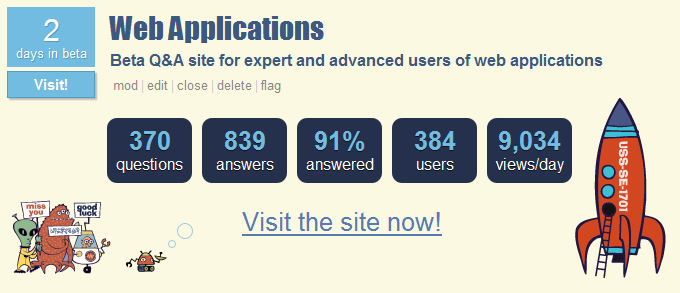 2
days in beta
Visit!
Web Applications
Beta Q&A site for expert and advanced users of web applications
mod | edit | close | delete | flag
370
questions
839
answers
91%
answered
384
users
9,034
views/day
USS-SE-1701
miss
you
good
luck
Visit the site now!